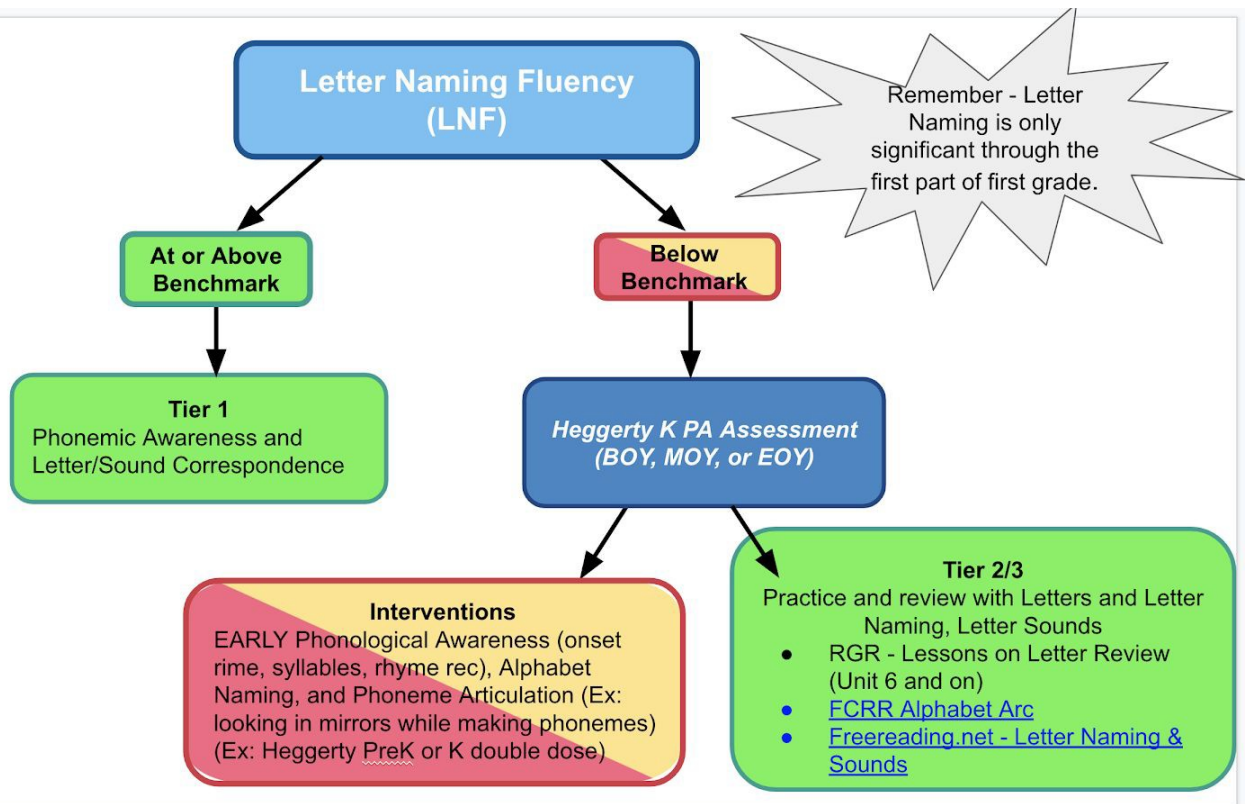 Letter Naming Fluency
(LNF)
Remember - Letter
Naming is only
significant through the
first part of first grade.
At or Above
Benchmark
Below
Benchmark
Tier 1
Phonemic Awareness and
Letter/Sound Correspondence
Heggerty K PA Assessment
(BOY, MOY, or EOY)
Interventions
EARLY Phonological Awareness (onset
rime, syllables, rhyme rec), Alphabet
Naming, and Phoneme Articulation (Ex:
looking in mirrors while making phonemes)
(Ex: Heggerty PreK or K double dose)
Tier 2/3
Practice and review with Letters and Letter
Naming, Letter Sounds
● RGR - Lessons on Letter Review
(Unit 6 and on)
● FCRR Alphabet Arc
● Freereading.net - Letter Naming &
Sounds